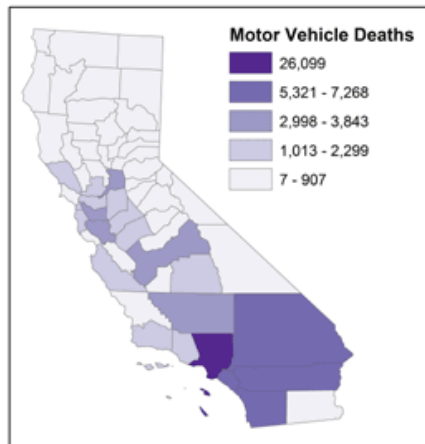 Motor Vehicle Deaths
26,099
5,321 - 7,268
2,998 - 3,843
1,013 - 2,299
7 - 907